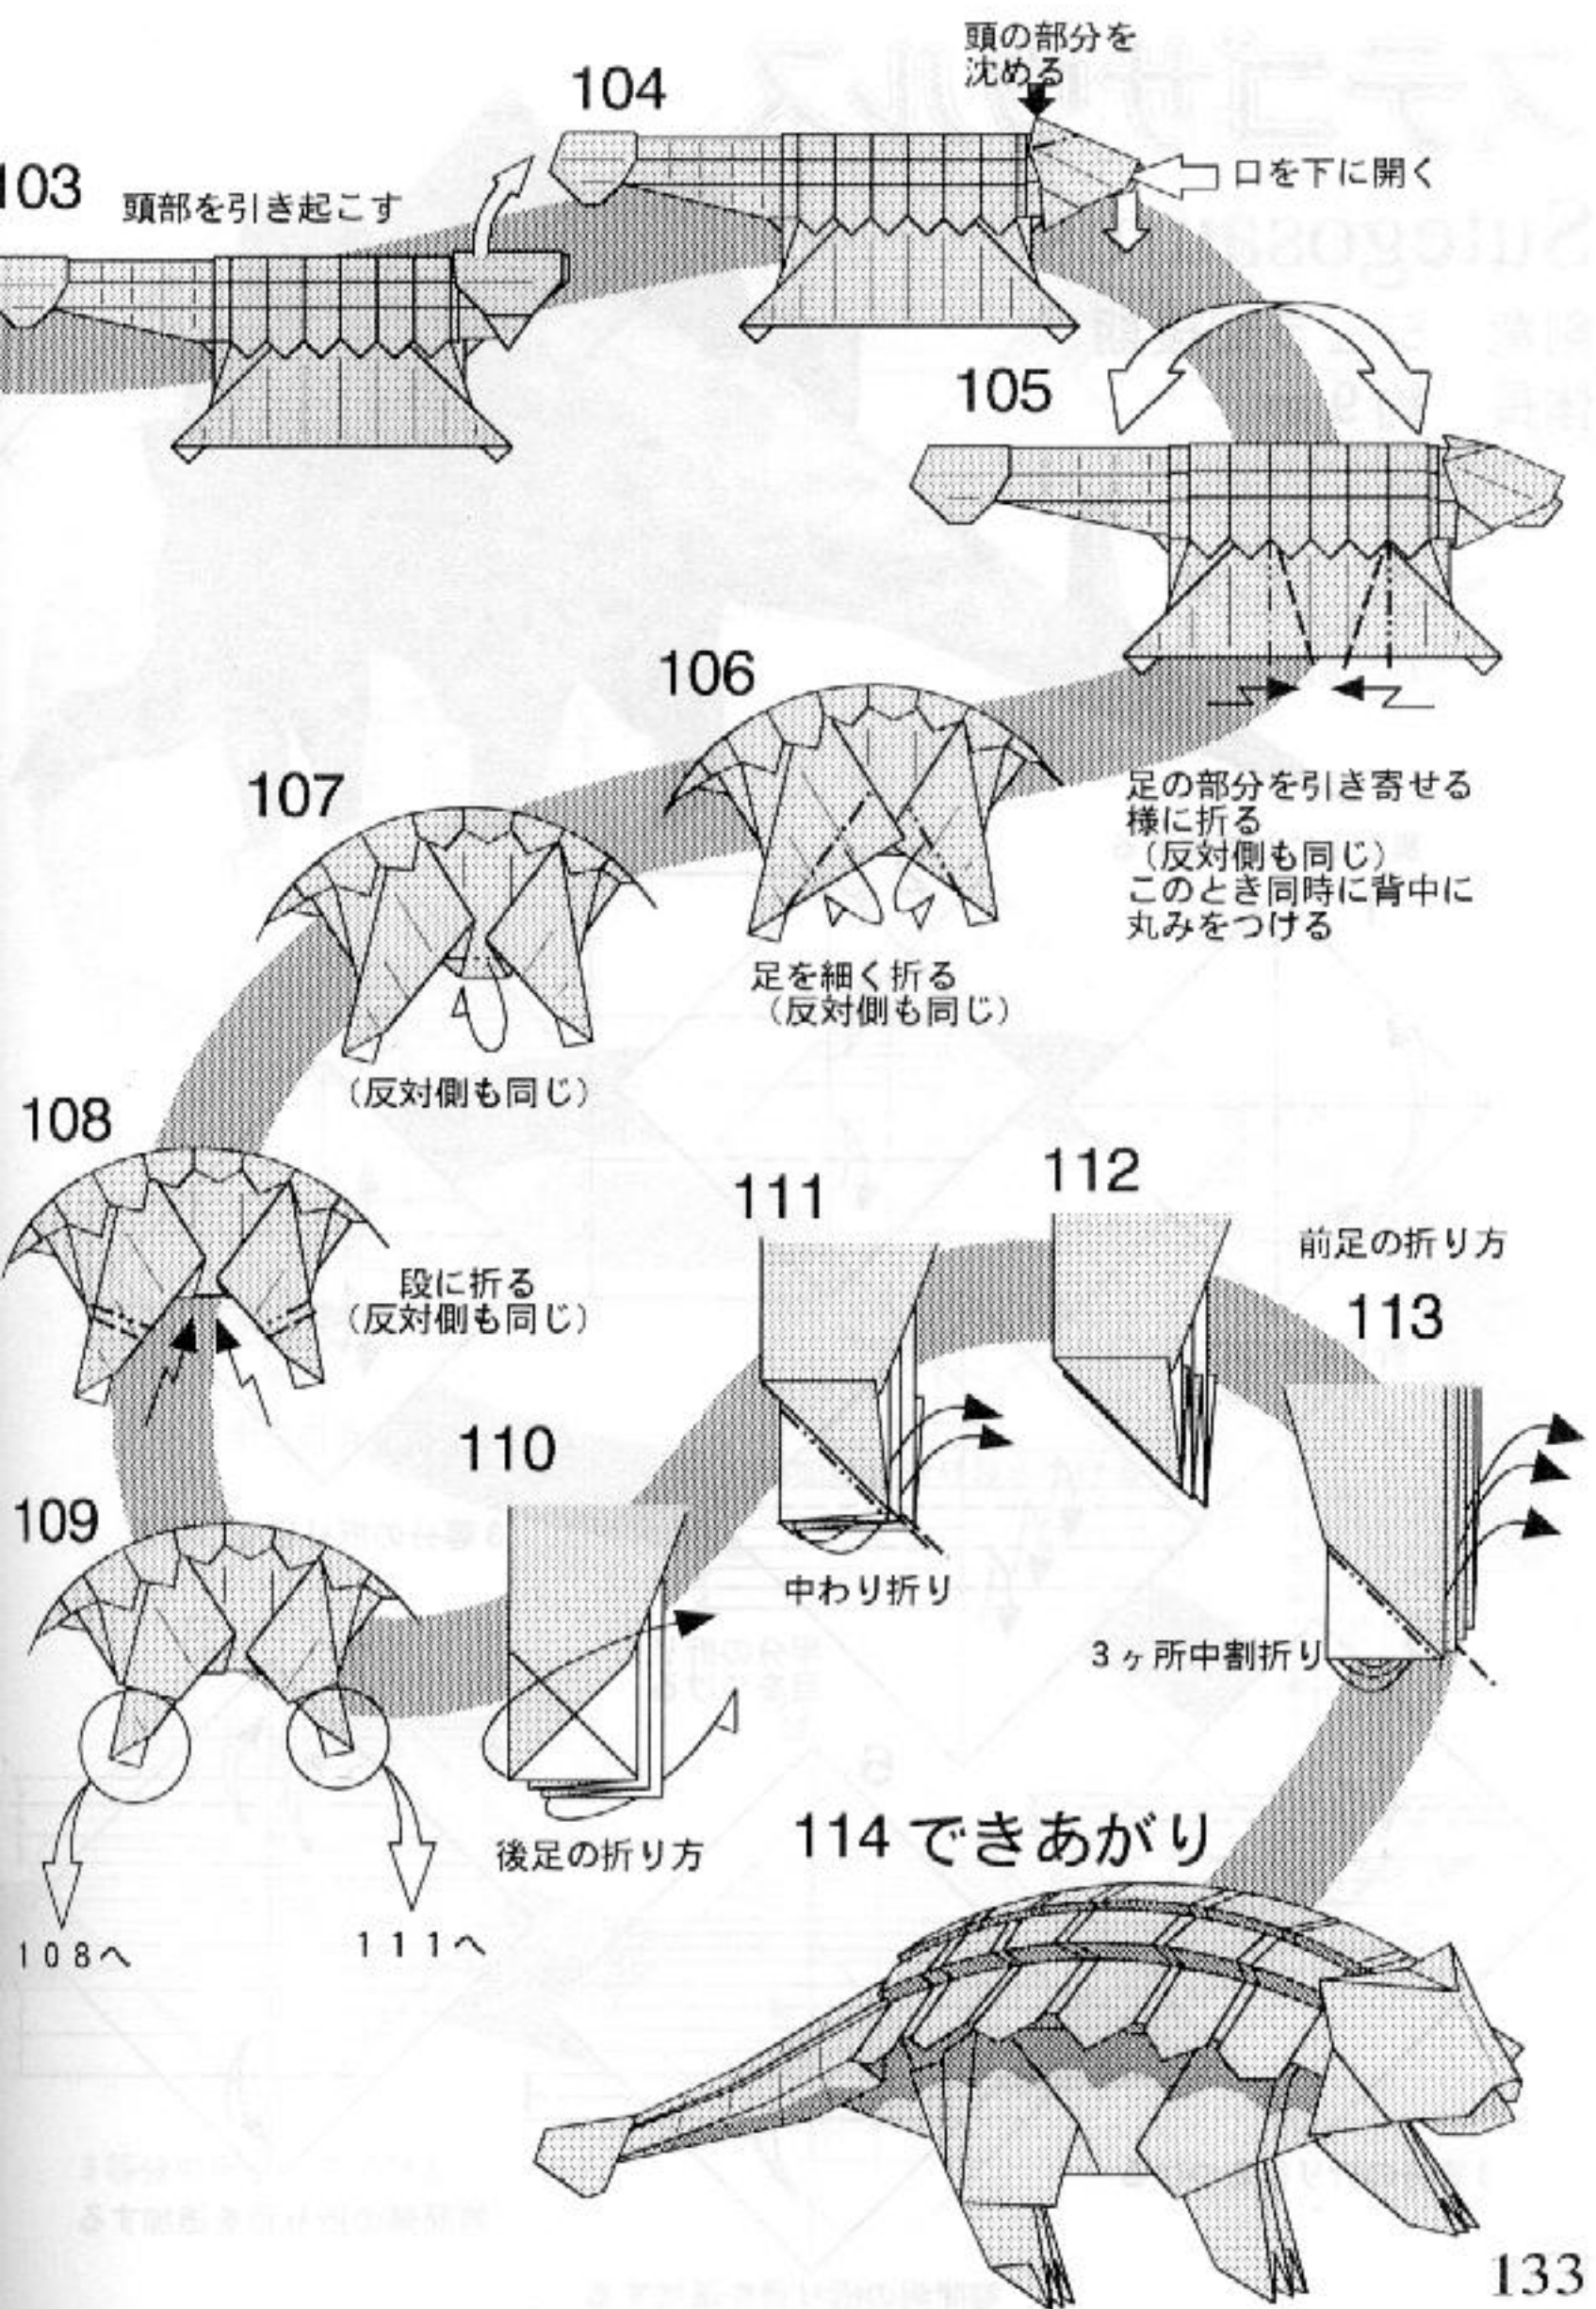 103
頭部を引き起こす
104
頭の部分を
沈める
口を下に開く
105
足の部分を引き寄せる
様に折る
(反対側も同じ)
このとき同時に背中に
丸みをつける
106
足を細く折る
(反対側も同じ)
107
(反対側も同じ)
108
段に折る
(反対側も同じ)
109
108へ
111へ
110
後足の折り方
111
中わり折り
112
前足の折り方
113
3ヶ所中割折り
114 できあがり
133